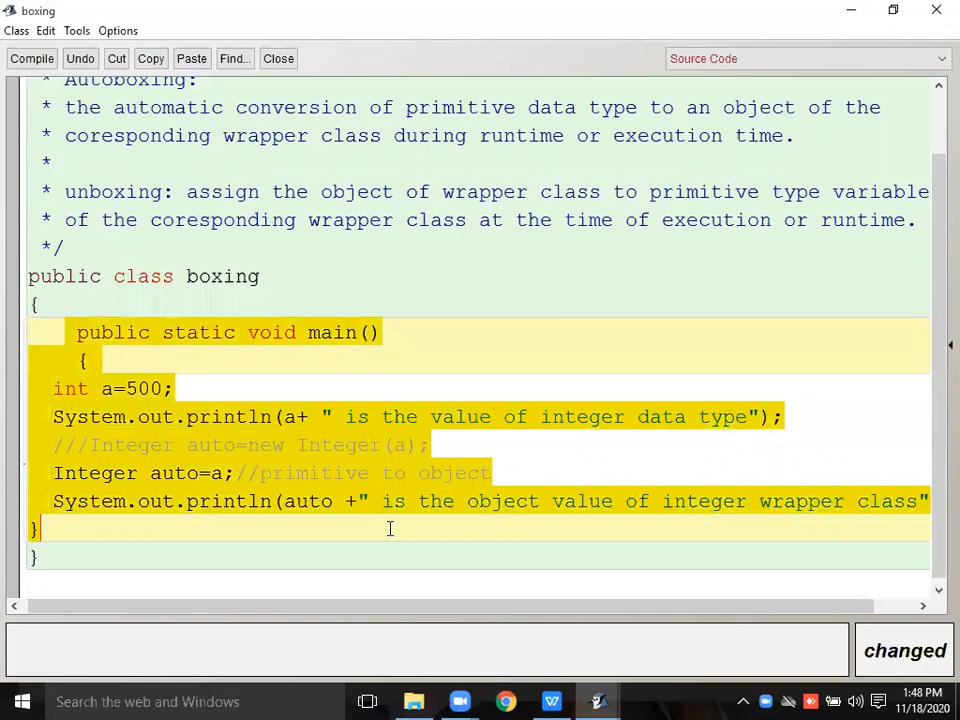 boxing
Class Edit Tools Options
Compile Undo Cut Copy Paste Find... Close Source Code
* Autoboxing:
* the automatic conversion of primitive data type to an object of the
* coresponding wrapper class during runtime or execution time.
*
* unboxing: assign the object of wrapper class to primitive type variable
* of the coresponding wrapper class at the time of execution or runtime.
*/
public class boxing
{
public static void main()
{
int a=500;
System.out.println(a+ " is the value of integer data type");
///Integer auto=new Integer(a);
Integer auto=a;//primitive to object
System.out.println(auto +" is the object value of integer wrapper class"
}
}
changed
Search the web and Windows
1:48 PM
11/18/2020